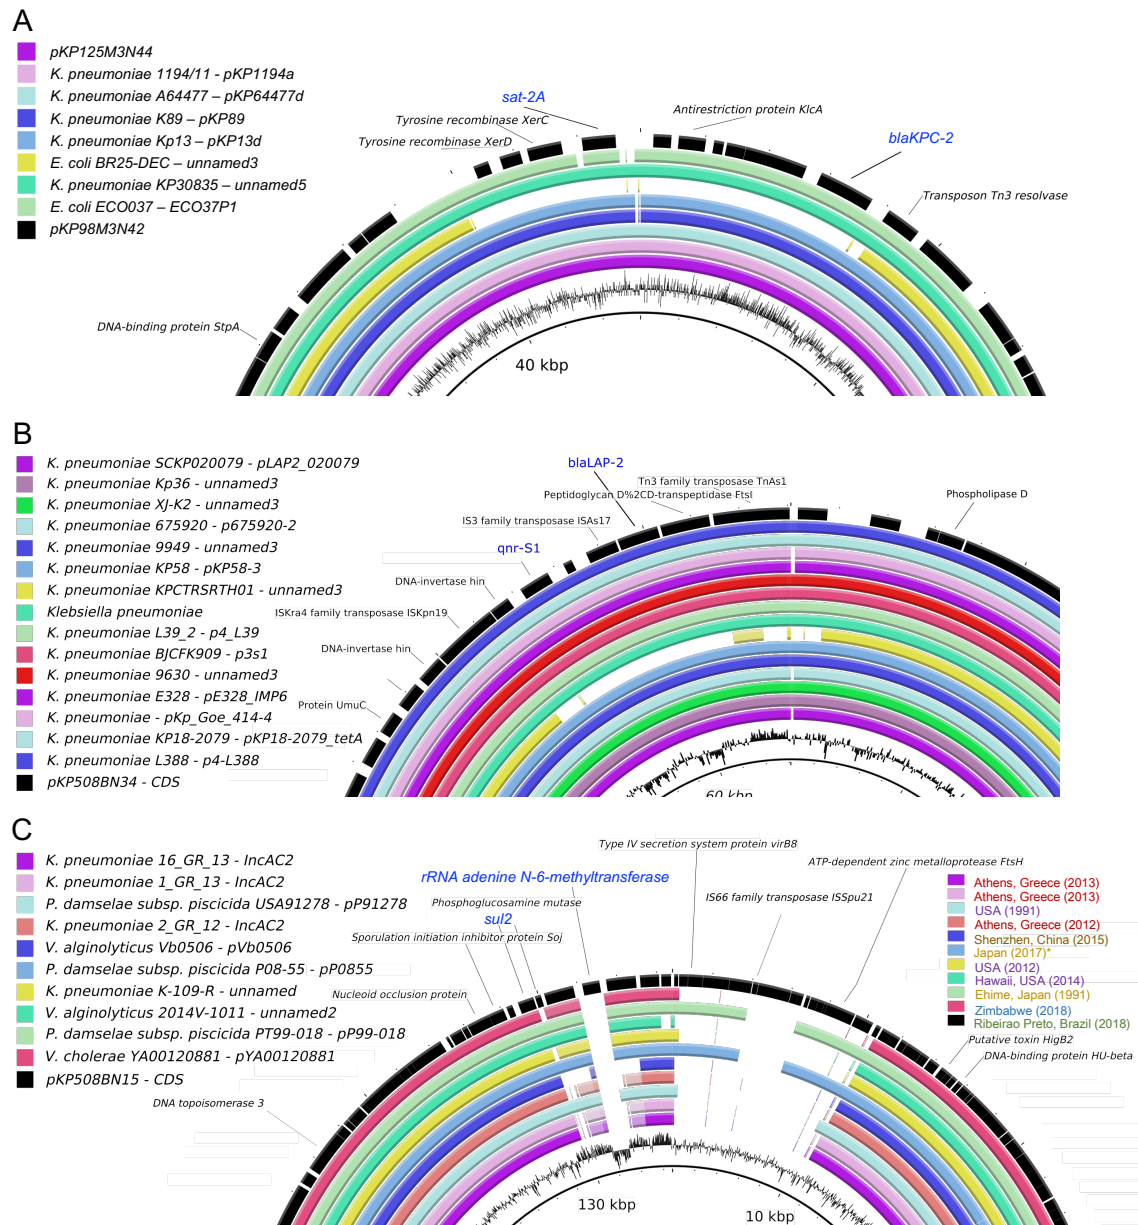 A
pKP125M3N44
K. pneumoniae 1194/11 - pKP1194a
K. pneumoniae A64477 – pKP64477d
K. pneumoniae K89 – pKP89
K. pneumoniae Kp13 – pKP13d
E. coli BR25-DEC – unnamed3
K. pneumoniae KP30835 – unnamed5
E. coli ECO037 – ECO37P1
pKP98M3N42
sat-2A
Tyrosine recombinase XerC
Tyrosine recombinase XerD
Antirestriction protein KlcA
blaKPC-2
Transposon Tn3 resolvase
DNA-binding protein StpA
40 kbp
B
K. pneumoniae SCKP020079 - pLAP2_020079
K. pneumoniae Kp36 - unnamed3
K. pneumoniae XJ-K2 - unnamed3
K. pneumoniae 675920 - p675920-2
K. pneumoniae 9949 - unnamed3
K. pneumoniae KP58 - pKP58-3
K. pneumoniae KPCTRSRTH01 - unnamed3
Klebsiella pneumoniae
K. pneumoniae L39_2 - p4_L39
K. pneumoniae BJCFK909 - p3s1
K. pneumoniae 9630 - unnamed3
K. pneumoniae E328 - pE328_IMP6
K. pneumoniae - pKp_Goe_414-4
K. pneumoniae KP18-2079 - pKP18-2079_tetA
K. pneumoniae L388 - p4-L388
pKP508BN34 - CDS
blaLAP-2
Tn3 family transposase TnAs1
Peptidoglycan D%2CD-transpeptidase FtsI
Phospholipase D
IS3 family transposase ISAs17
qnr-S1
DNA-invertase hin
ISKra4 family transposase ISKpn19
DNA-invertase hin
Protein UmuC
60 kbp
C
K. pneumoniae 16_GR_13 - IncAC2
K. pneumoniae 1_GR_13 - IncAC2
P. damselae subsp. piscicida USA91278 - pP91278
K. pneumoniae 2_GR_12 - IncAC2
V. alginolyticus Vb0506 - pVb0506
P. damselae subsp. piscicida P08-55 - pP0855
K. pneumoniae K-109-R - unnamed
V. alginolyticus 2014V-1011 - unnamed2
P. damselae subsp. piscicida PT99-018 - pP99-018
V. cholerae YA00120881 - pYA00120881
pKP508BN15 - CDS
Type IV secretion system protein virB8
ATP-dependent zinc metalloprotease FtsH
rRNA adenine N-6-methyltransferase
Phosphoglucosamine mutase
IS66 family transposase ISSpu21
sul2
Sporulation initiation inhibitor protein Soj
Nucleoid occlusion protein
DNA topoisomerase 3
Athens, Greece (2013)
Athens, Greece (2013)
USA (1991)
Athens, Greece (2012)
Shenzhen, China (2015)
Japan (2017)*
USA (2012)
Hawaii, USA (2014)
Ehime, Japan (1991)
Zimbabwe (2018)
Ribeirao Preto, Brazil (2018)
Putative toxin HigB2
DNA-binding protein HU-beta
130 kbp
10 kbp